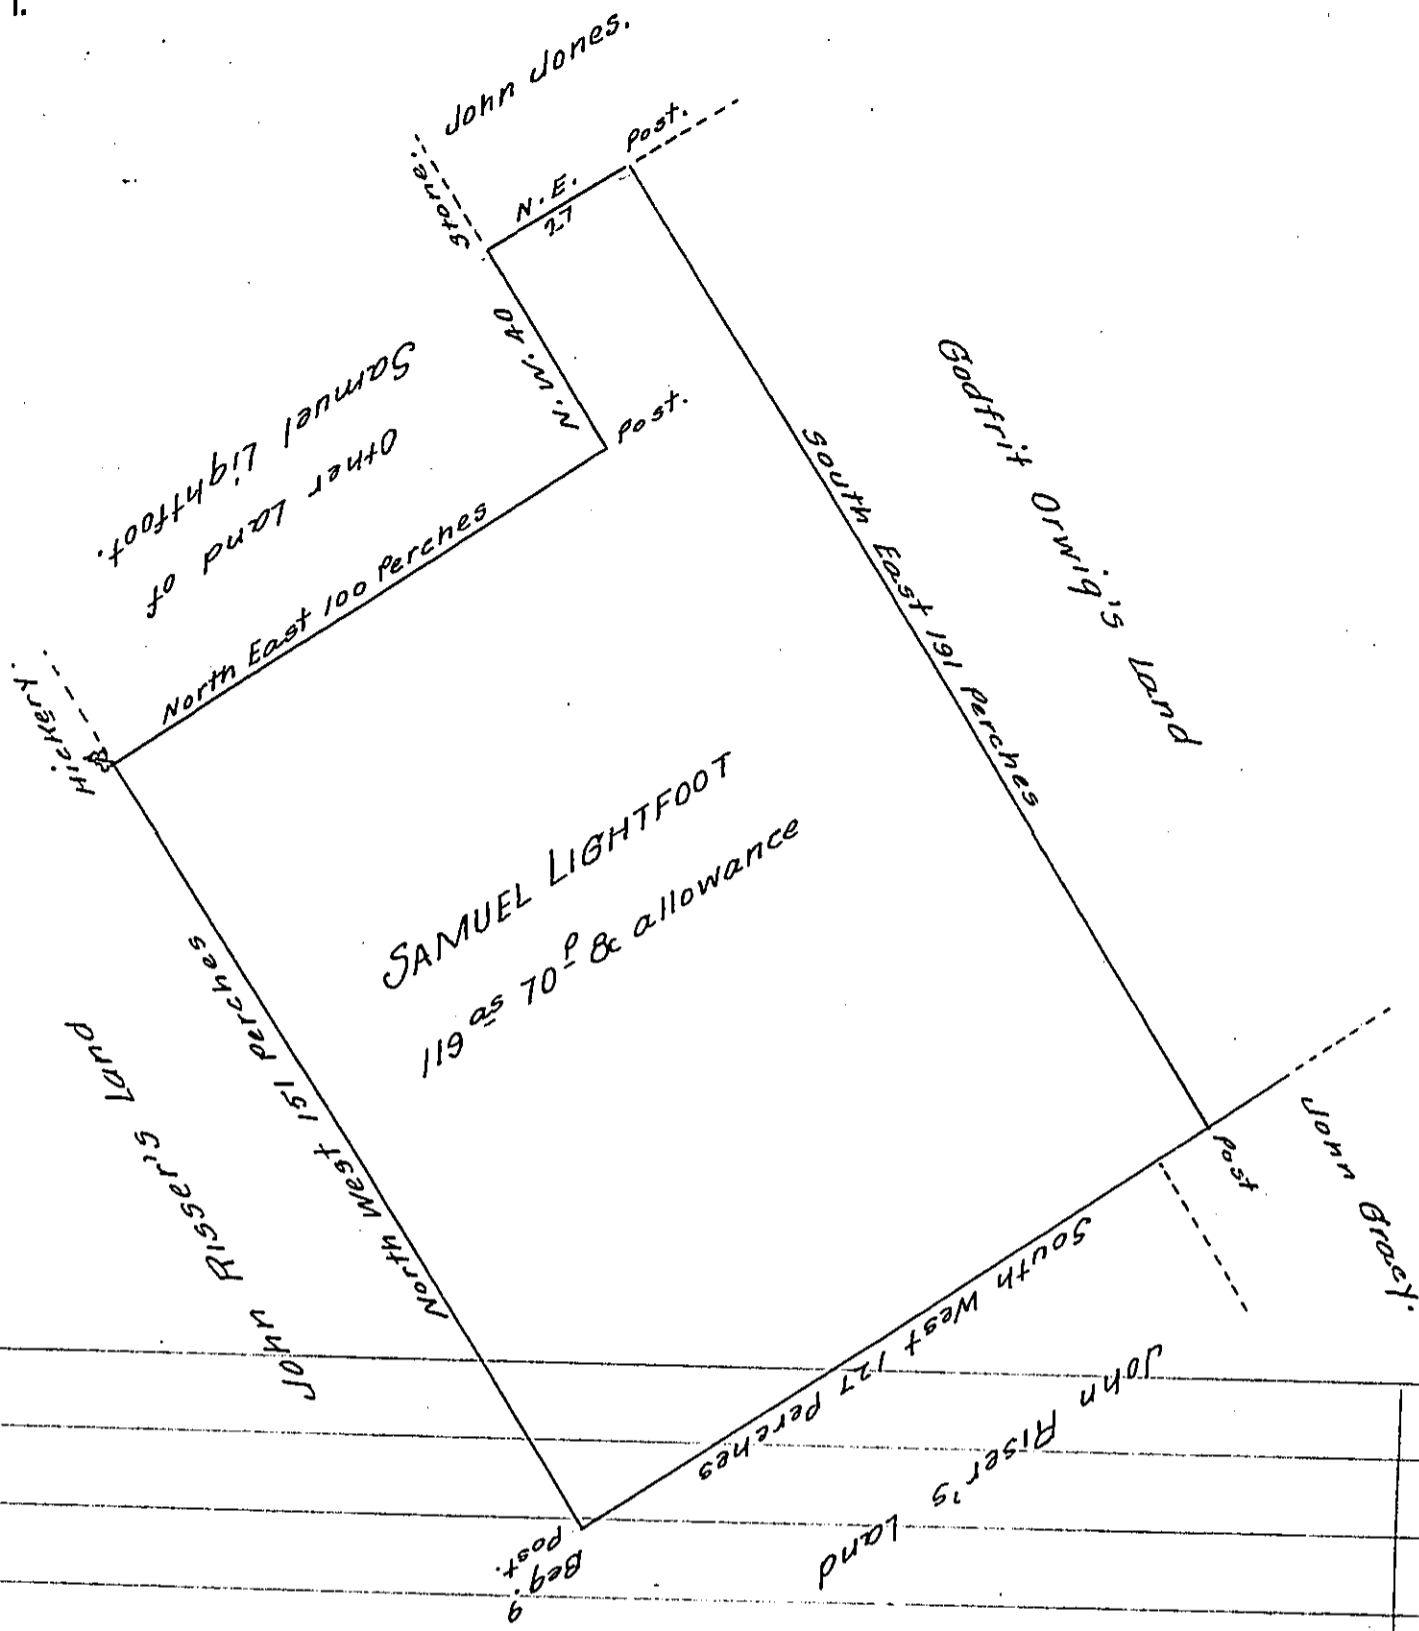 1.
John Jones.
Post.
Stone.
N.E.
27
N.W. 40
Post.
Other Land of
Samuel Lightfoot.
North East 100 Perches
Hickery.
South East 191 Perches
Godfrit Orwig's Land
SAMUEL LIGHTFOOT
119 as 70 P & allowance
North West 151 Perches
John Risser's Land
Post
John Gracy.
South West 127 Perches
John Riser's
Land
Beg. g
Post.